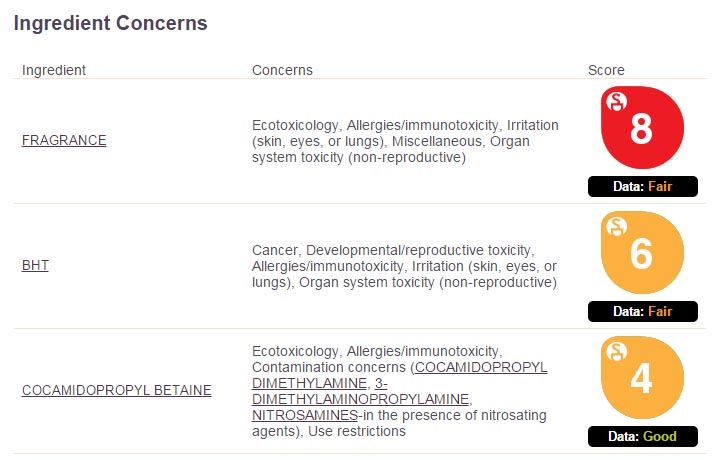 Ingredient Concerns
Ingredient Concerns Score
FRAGRANCE
Ecotoxicology, Allergies/immunotoxicity, Irritation
(skin, eyes, or lungs), Miscellaneous, Organ
system toxicity (non-reproductive)
8
Data: Fair
BHT
Cancer, Developmental/reproductive toxicity,
Allergies/immunotoxicity, Irritation (skin, eyes, or
lungs), Organ system toxicity (non-reproductive)
6
Data: Fair
COCAMIDOPROPYL BETAINE
Ecotoxicology, Allergies/immunotoxicity,
Contamination concerns (COCAMIDOPROPYL
DIMETHYLAMINE, 3-
DIMETHYLAMINOPROPYLAMINE,
NITROSAMINES-in the presence of nitrosating
agents), Use restrictions
4
Data: Good